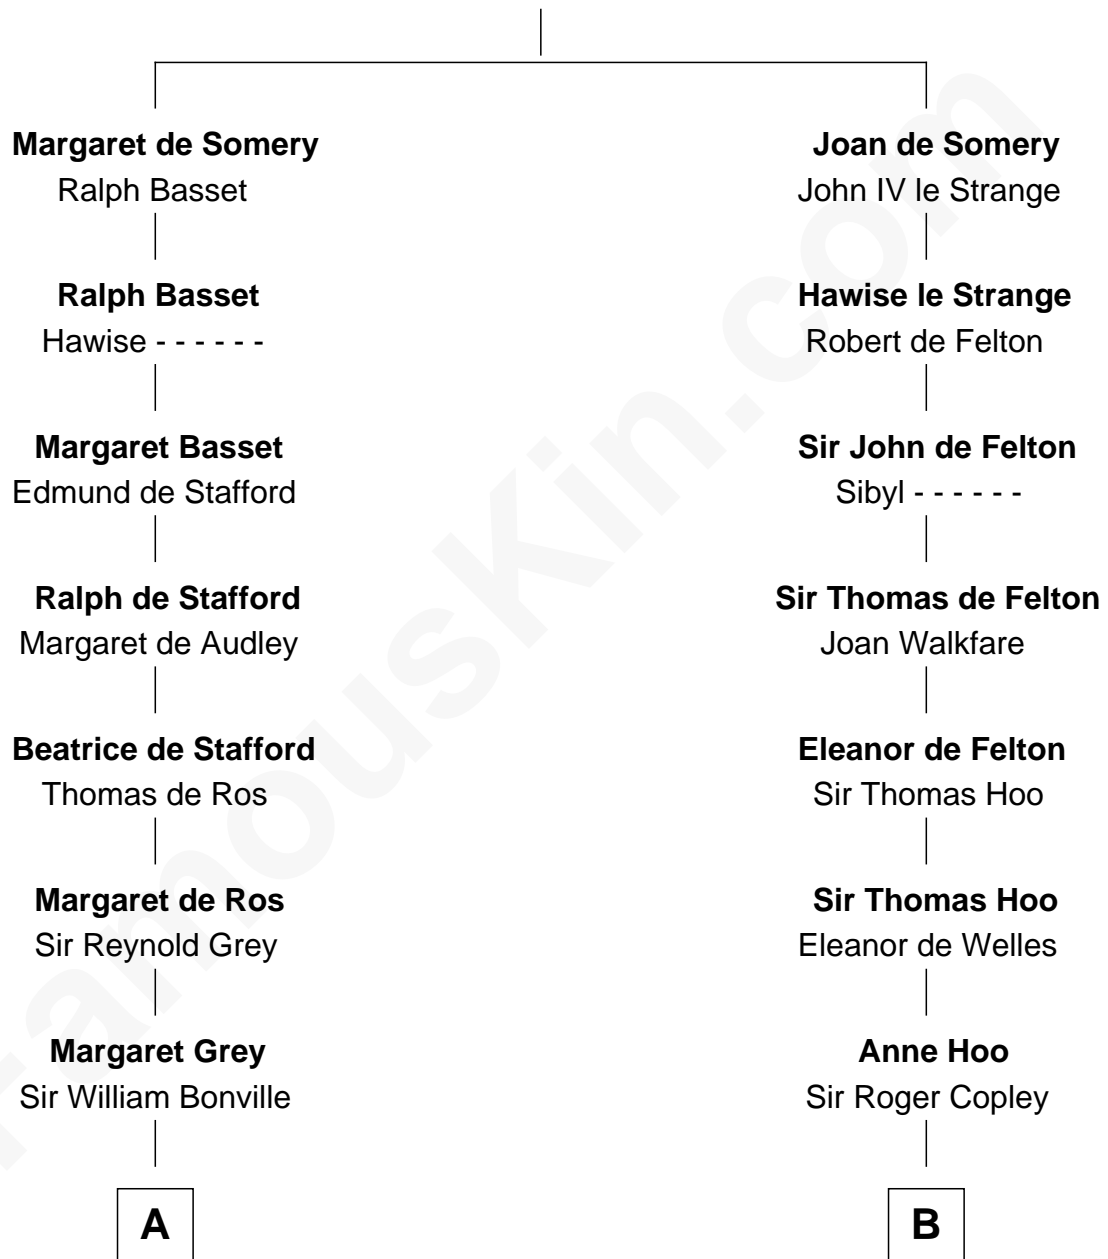 Margaret de Somery
Ralph Basset
Ralph Basset
Hawise - - - - - -
Margaret Basset
Edmund de Stafford
Ralph de Stafford
Margaret de Audley
Beatrice de Stafford
Thomas de Ros
Margaret de Ros
Sir Reynold Grey
Margaret Grey
Sir William Bonville
A
Joan de Somery
John IV le Strange
Hawise le Strange
Robert de Felton
Sir John de Felton
Sibyl - - - - - -
Sir Thomas de Felton
Joan Walkfare
Eleanor de Felton
Sir Thomas Hoo
Sir Thomas Hoo
Eleanor de Welles
Anne Hoo
Sir Roger Copley
B
FamousKin.com